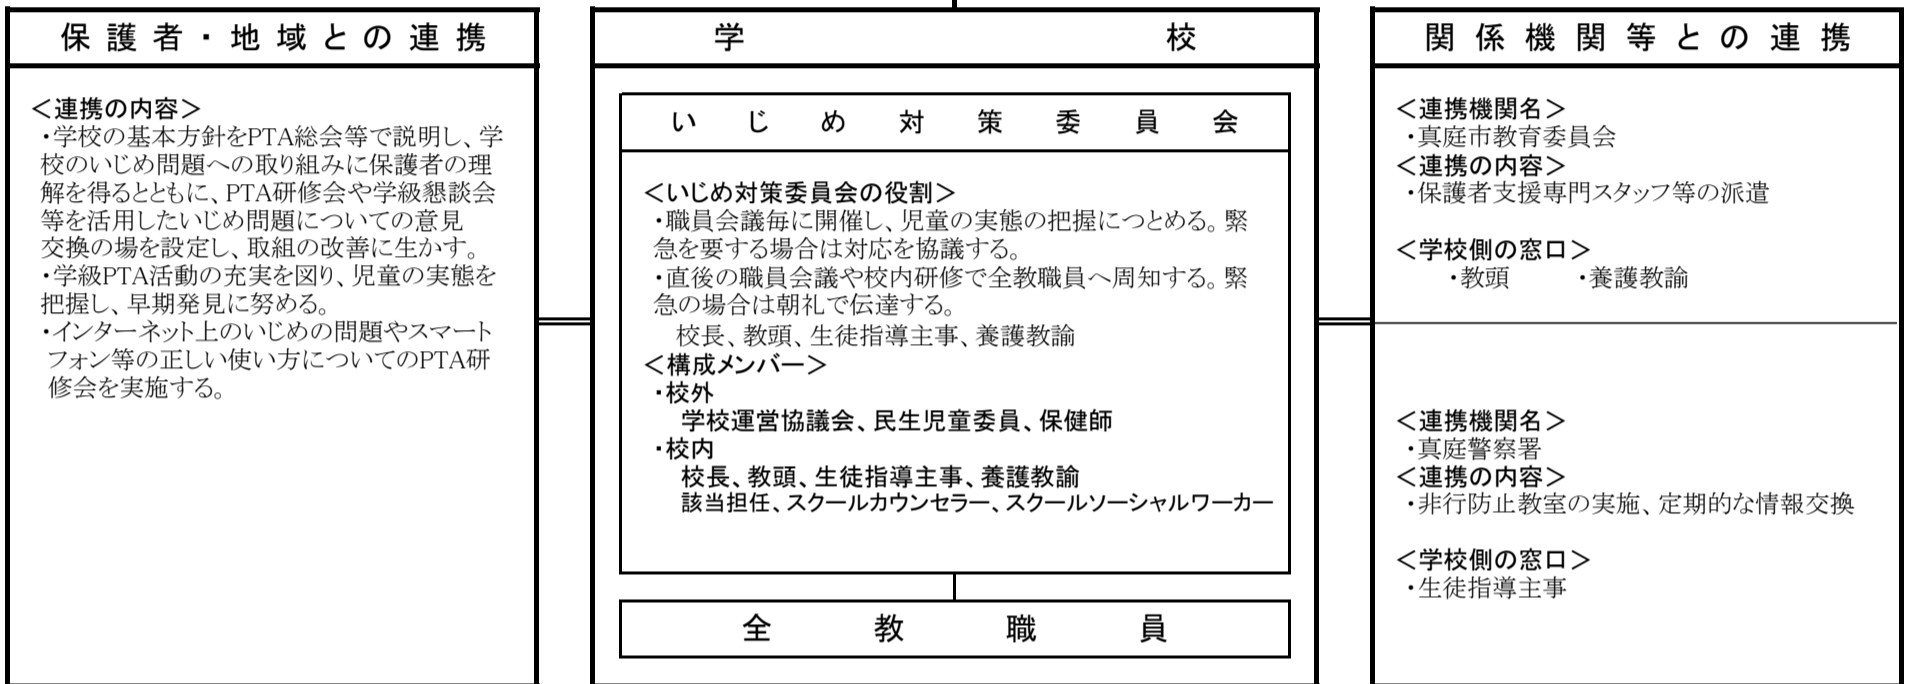 保護者・地域との連携
＜連携の内容＞
・学校の基本方針をPTA総会等で説明し、学
校のいじめ問題への取り組みに保護者の理
解を得るとともに、PTA研修会や学級懇談会
等を活用したいじめ問題についての意見
交換の場を設定し、取組の改善に生かす。
・学級PTA活動の充実を図り、児童の実態を
把握し、早期発見に努める。
・インターネット上のいじめの問題やスマート
フォン等の正しい使い方についてのPTA研
修会を実施する。
学校
いじめ対策委員会
＜いじめ対策委員会の役割＞
・職員会議毎に開催し、児童の実態の把握につとめる。緊
急を要する場合は対応を協議する。
・直後の職員会議や校内研修で全教職員へ周知する。緊
急の場合は朝礼で伝達する。
校長、教頭、生徒指導主事、養護教諭
＜構成メンバー＞
・校外
学校運営協議会、民生児童委員、保健師
・校内
校長、教頭、生徒指導主事、養護教諭
該当担任、スクールカウンセラー、スクールソーシャルワーカー
全教職員
関係機関等との連携
＜連携機関名＞
・真庭市教育委員会
＜連携の内容＞
・保護者支援専門スタッフ等の派遣
＜学校側の窓口＞
・教頭　　・養護教諭
＜連携機関名＞
・真庭警察署
＜連携の内容＞
・非行防止教室の実施、定期的な情報交換
＜学校側の窓口＞
・生徒指導主事